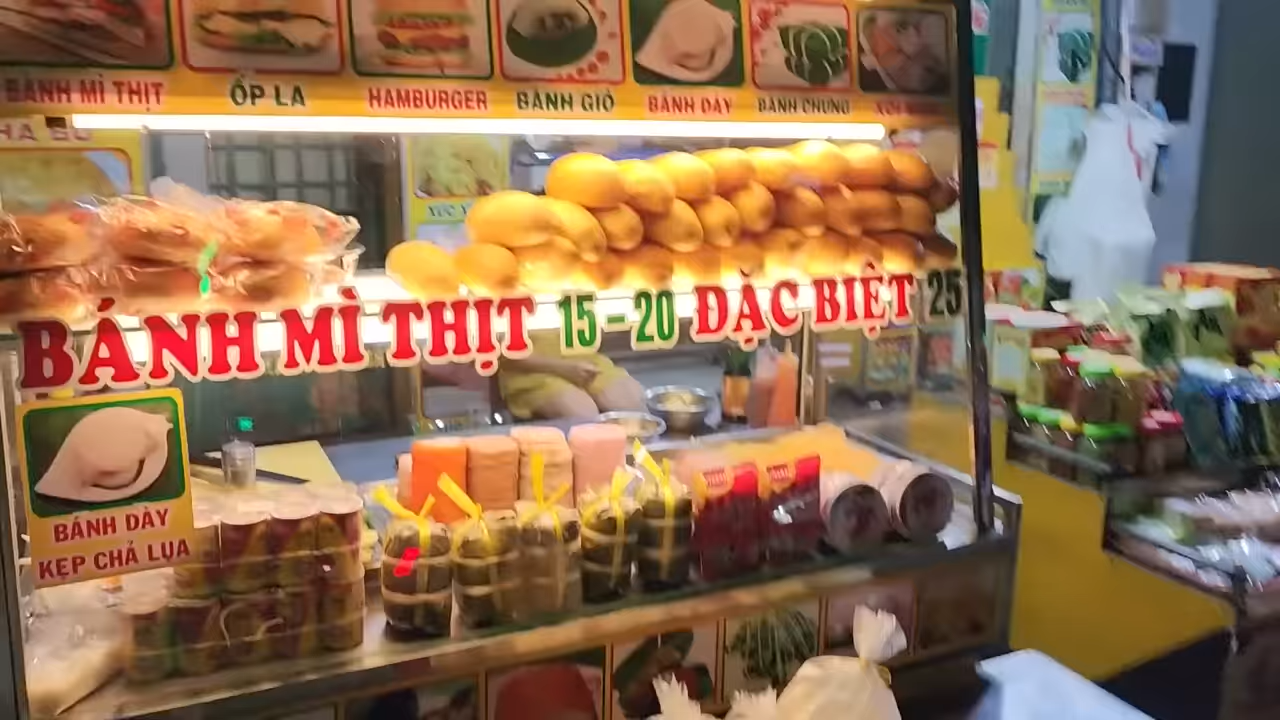 BÁNH MÌ THỊT
ỐP LA
HAMBURGER
BÁNH GIÒ
BÁNH DÀY
BÁNH CHƯNG
BÁNH MÌ THỊT 15-20 ĐẶC BIỆT 25
BÁNH DÀY
KẸP CHẢ LỤA